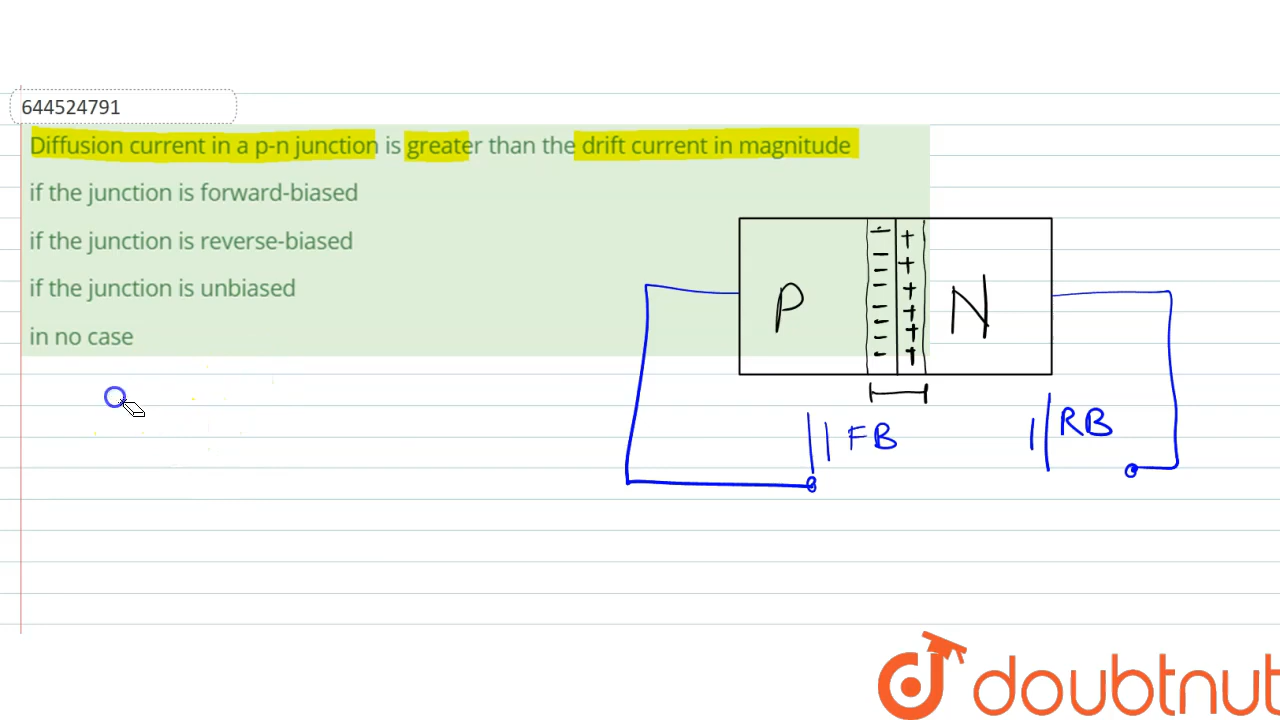 644524791
Diffusion current in a p-n junction is greater than the drift current in magnitude
if the junction is forward-biased
if the junction is reverse-biased
if the junction is unbiased
in no case
- +
- +
- +
- +
- +
- +
- +
P N
FB RB
doubtnut